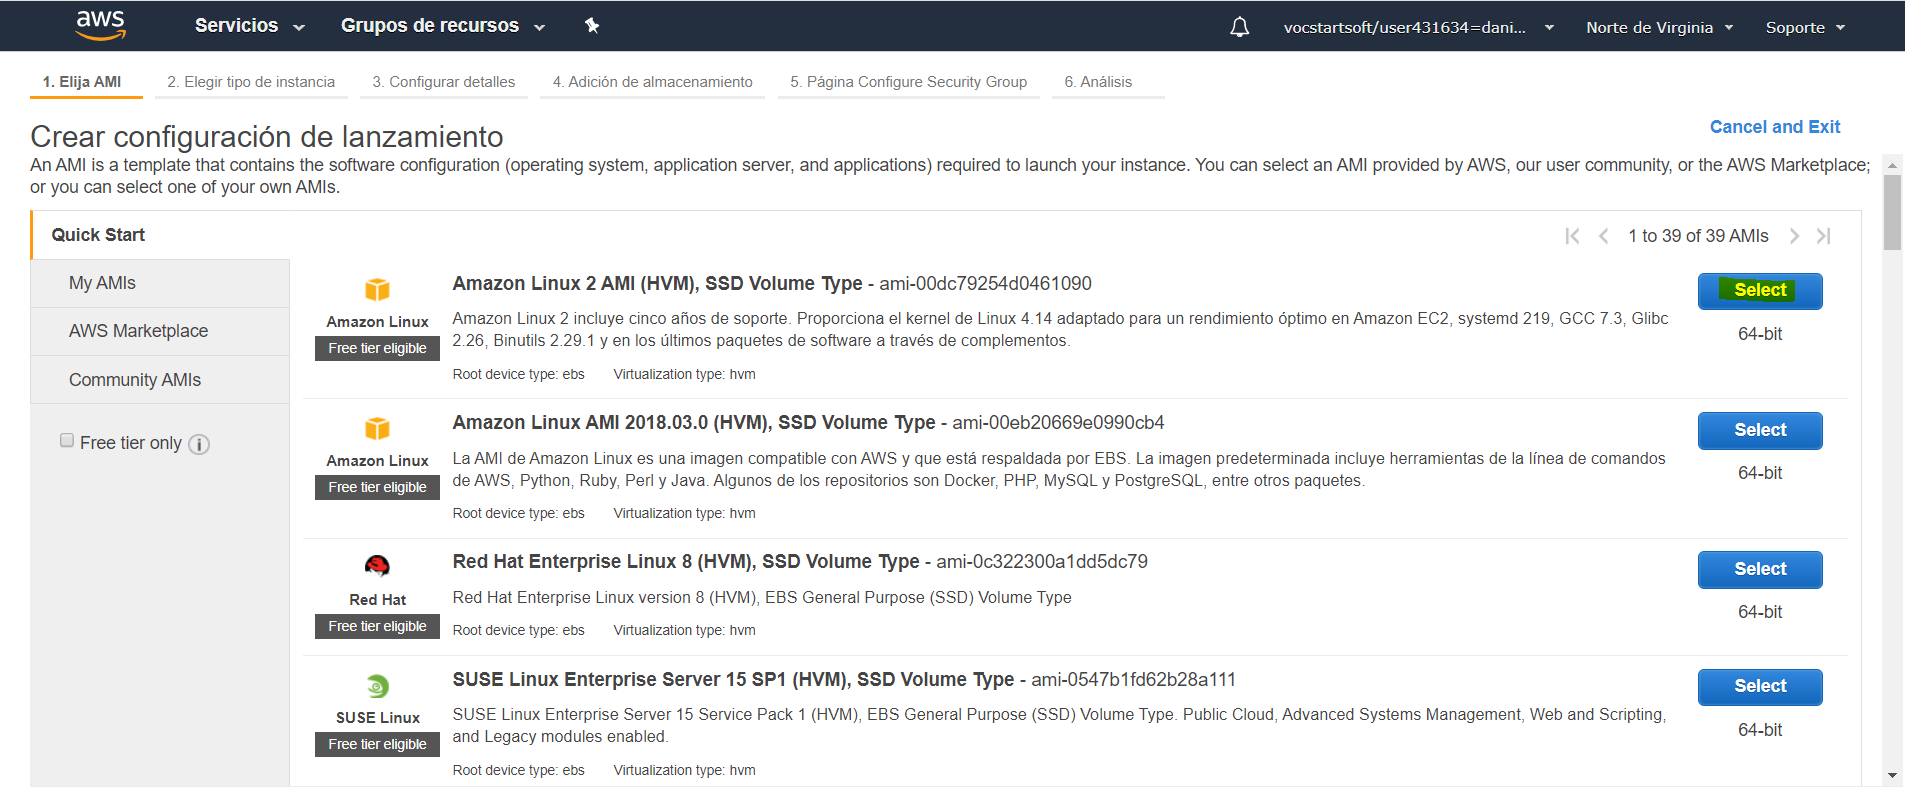 aws Servicios Grupos de recursos vocstartsoft/user431634=dani... Norte de Virginia Soporte
1. Elija AMI 2. Elegir tipo de instancia 3. Configurar detalles 4. Adición de almacenamiento 5. Página Configure Security Group 6. Análisis
Crear configuración de lanzamiento
Cancel and Exit
An AMI is a template that contains the software configuration (operating system, application server, and applications) required to launch your instance. You can select an AMI provided by AWS, our user community, or the AWS Marketplace;
or you can select one of your own AMIs.
Quick Start
My AMIs
AWS Marketplace
Community AMIs
Free tier only
1 to 39 of 39 AMIs
Amazon Linux
Free tier eligible
Amazon Linux 2 AMI (HVM), SSD Volume Type - ami-00dc79254d0461090
Amazon Linux 2 incluye cinco años de soporte. Proporciona el kernel de Linux 4.14 adaptado para un rendimiento óptimo en Amazon EC2, systemd 219, GCC 7.3, Glibc
2.26, Binutils 2.29.1 y en los últimos paquetes de software a través de complementos.
Root device type: ebs Virtualization type: hvm
Select
64-bit
Amazon Linux
Free tier eligible
Amazon Linux AMI 2018.03.0 (HVM), SSD Volume Type - ami-00eb20669e0990cb4
La AMI de Amazon Linux es una imagen compatible con AWS y que está respaldada por EBS. La imagen predeterminada incluye herramientas de la línea de comandos
de AWS, Python, Ruby, Perl y Java. Algunos de los repositorios son Docker, PHP, MySQL y PostgreSQL, entre otros paquetes.
Root device type: ebs Virtualization type: hvm
Select
64-bit
Red Hat
Free tier eligible
Red Hat Enterprise Linux 8 (HVM), SSD Volume Type - ami-0c322300a1dd5dc79
Red Hat Enterprise Linux version 8 (HVM), EBS General Purpose (SSD) Volume Type
Root device type: ebs Virtualization type: hvm
Select
64-bit
SUSE Linux
Free tier eligible
SUSE Linux Enterprise Server 15 SP1 (HVM), SSD Volume Type - ami-0547b1fd62b28a111
SUSE Linux Enterprise Server 15 Service Pack 1 (HVM), EBS General Purpose (SSD) Volume Type. Public Cloud, Advanced Systems Management, Web and Scripting,
and Legacy modules enabled.
Root device type: ebs Virtualization type: hvm
Select
64-bit